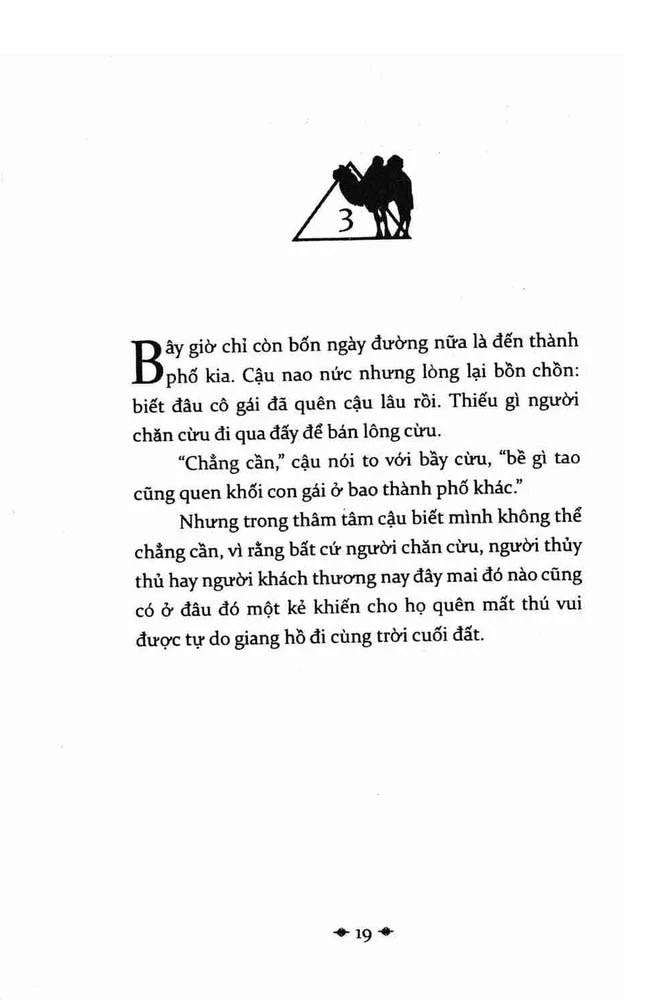 3
Bây giờ chỉ còn bốn ngày đường nữa là đến thành
phố kia. Cậu nao nức nhưng lòng lại bồn chồn:
biết đâu cô gái đã quên cậu lâu rồi. Thiếu gì người
chăn cừu đi qua đấy để bán lông cừu.
“Chẳng cần,” cậu nói to với bầy cừu, “bề gì tao
cũng quen khối con gái ở bao thành phố khác.”
Nhưng trong thâm tâm cậu biết mình không thể
chẳng cần, vì rằng bất cứ người chăn cừu, người thủy
thủ hay người khách thương nay đây mai đó nào cũng
có ở đâu đó một kẻ khiến cho họ quên mất thú vui
được tự do giang hồ đi cùng trời cuối đất.
19